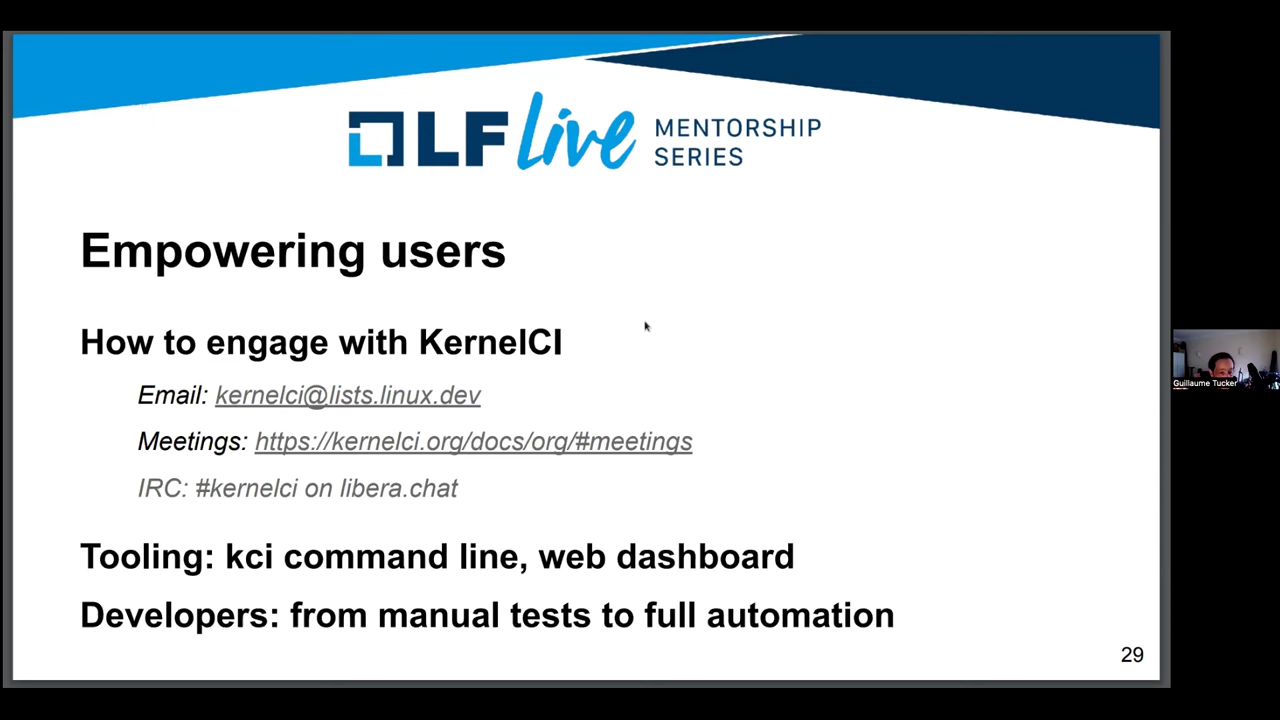 LF live MENTORSHIP
SERIES
Empowering users
How to engage with KernelCI
Email: kernelci@lists.linux.dev
Meetings: https://kernelci.org/docs/org/#meetings
IRC: #kernelci on libera.chat
Tooling: kci command line, web dashboard
Developers: from manual tests to full automation
29
Guillaume Tucker